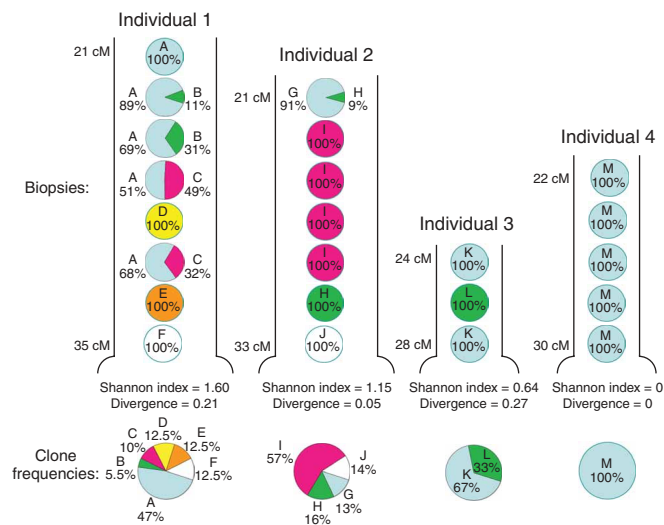 Individual 1
Individual 2
Individual 3
Individual 4
Biopsies:
21 cM
A
100%
A
89%
B
11%
A
69%
B
31%
A
51%
C
49%
D
100%
A
68%
C
32%
E
100%
35 cM
F
100%
Shannon index = 1.60
Divergence = 0.21
21 cM
G
91%
H
9%
I
100%
I
100%
I
100%
I
100%
H
100%
33 cM
J
100%
Shannon index = 1.15
Divergence = 0.05
24 cM
K
100%
L
100%
28 cM
K
100%
Shannon index = 0.64
Divergence = 0.27
22 cM
M
100%
M
100%
M
100%
M
100%
30 cM
M
100%
Shannon index = 0
Divergence = 0
Clone
frequencies:
A
47%
B
5.5%
C
10%
D
12.5%
E
12.5%
F
12.5%
I
57%
J
14%
G
13%
H
16%
L
33%
K
67%
M
100%